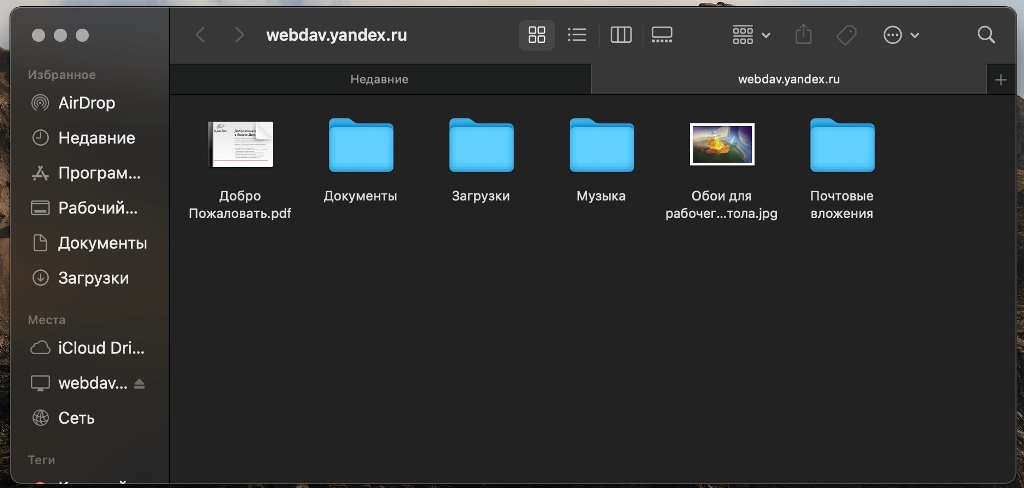 webdav.yandex.ru
Недавние
webdav.yandex.ru
Избранное
AirDrop
Недавние
Програм...
Рабочий...
Документы
Загрузки
Места
iCloud Dri...
webdav...
Сеть
Теги
Добро
Пожаловать.pdf
Документы
Загрузки
Музыка
Обои для
рабочег...тола.jpg
Почтовые
вложения